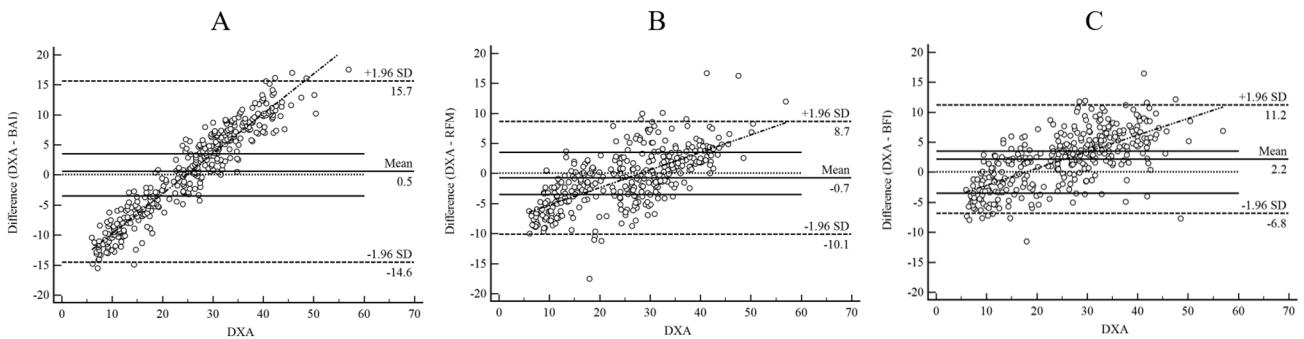 A
B
C
20
15
10
5
0
-5
-10
-15
-20
Difference (DXA - BAI)
+1.96 SD
15.7
Mean
0.5
-1.96 SD
-14.6
0 10 20 30 40 50 60 70
DXA
20
15
10
5
0
-5
-10
-15
-20
Difference (DXA - RFM)
+1.96 SD
8.7
Mean
-0.7
-1.96 SD
-10.1
0 10 20 30 40 50 60 70
DXA
20
15
10
5
0
-5
-10
-15
-20
Difference (DXA - BFI)
+1.96 SD
11.2
Mean
2.2
-1.96 SD
-6.8
0 10 20 30 40 50 60 70
DXA